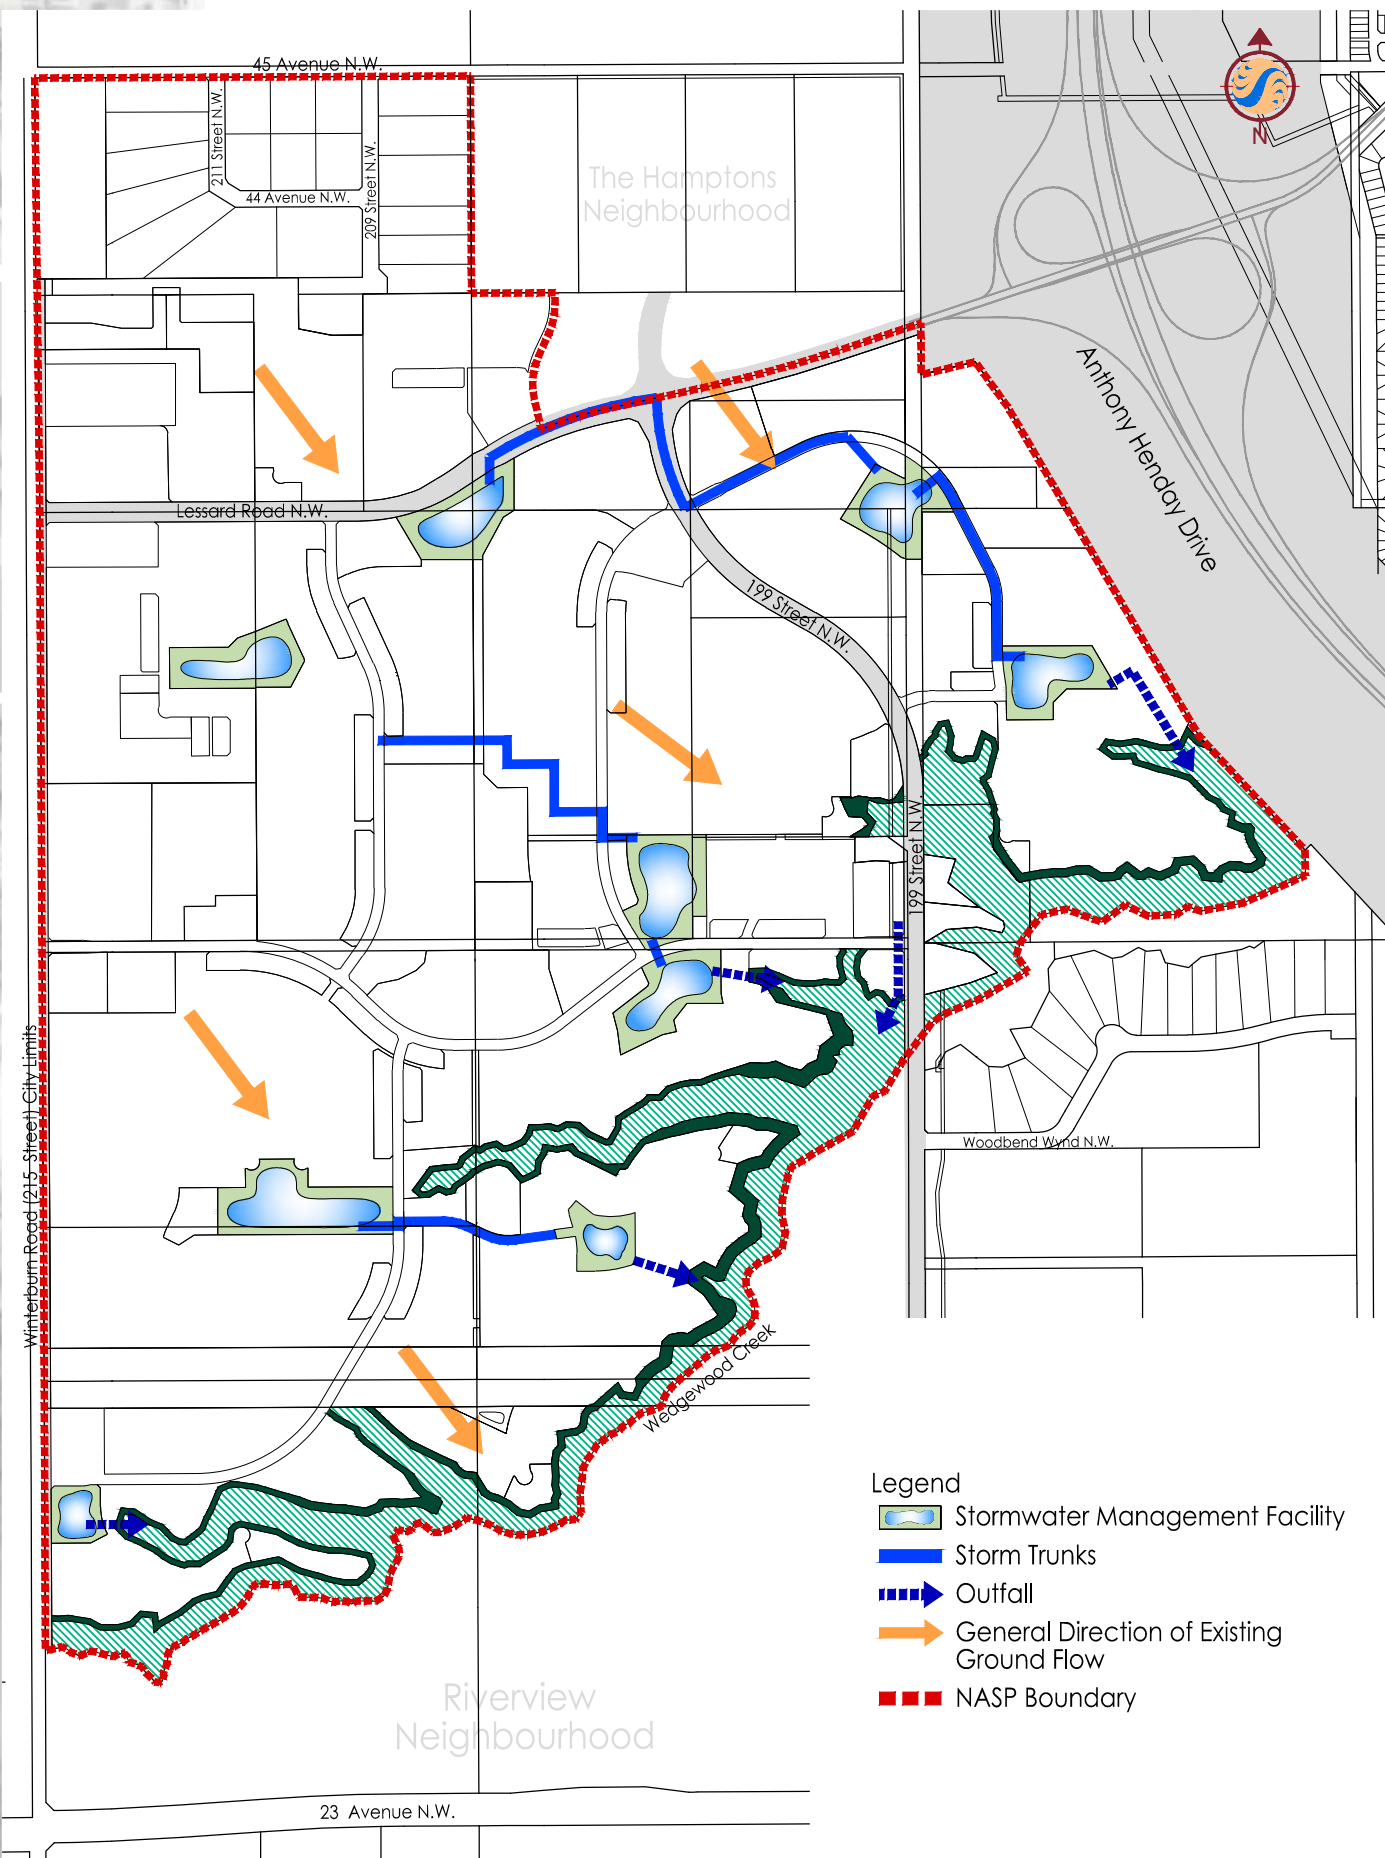 45 Avenue N.W.
211 Street N.W.
209 Street N.W.
44 Avenue N.W.
The Hamptons
Neighbourhood
N
Anthony Henday Drive
Lessard Road N.W.
199 Street N.W.
199 Street N.W.
Winterburn Road (215 Street) City Limits
Woodbend Wynd N.W.
Wedgewood Creek
Legend
Stormwater Management Facility
Storm Trunks
Outfall
General Direction of Existing
Ground Flow
NASP Boundary
Riverview
Neighbourhood
23 Avenue N.W.